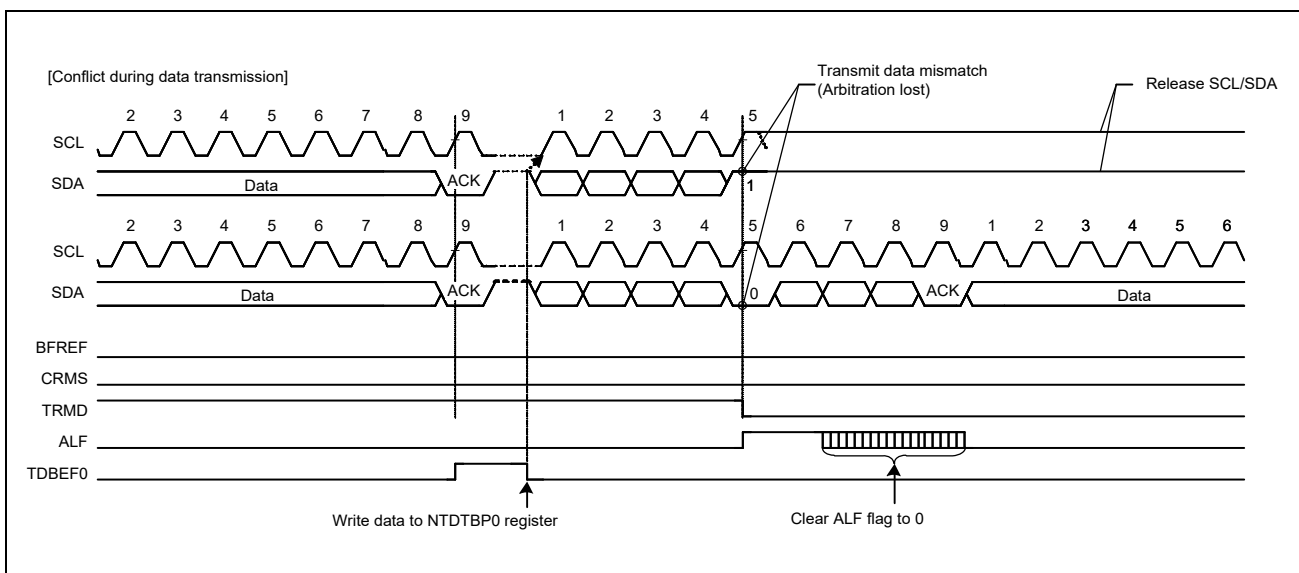 [Conflict during data transmission]
Transmit data mismatch
(Arbitration lost)
Release SCL/SDA
2 3 4 5 6 7 8 9 1 2 3 4 5
SCL
SDA Data ACK 1
2 3 4 5 6 7 8 9 1 2 3 4 5 6 7 8 9 1 2 3 4 5 6
SCL
SDA Data ACK 0 ACK Data
BFREF
CRMS
TRMD
ALF
TDBEF0
Write data to NTDTBP0 register
Clear ALF flag to 0